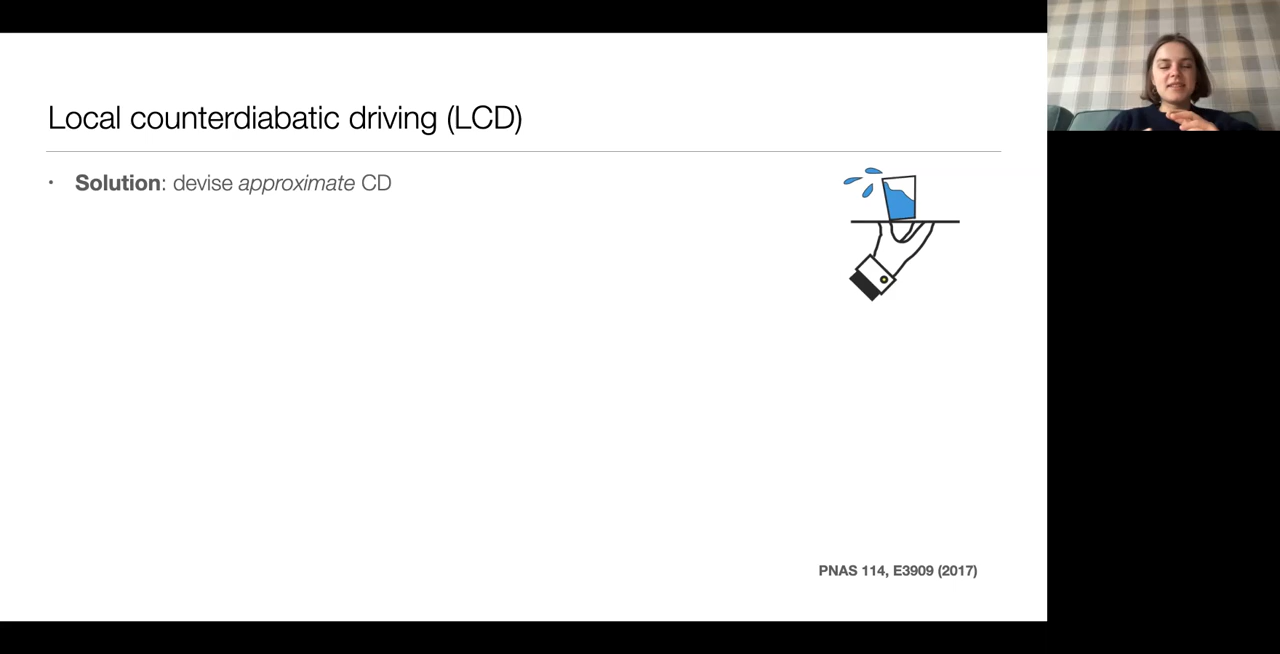 Local counterdiabatic driving (LCD)
• Solution: devise approximate CD
PNAS 114, E3909 (2017)